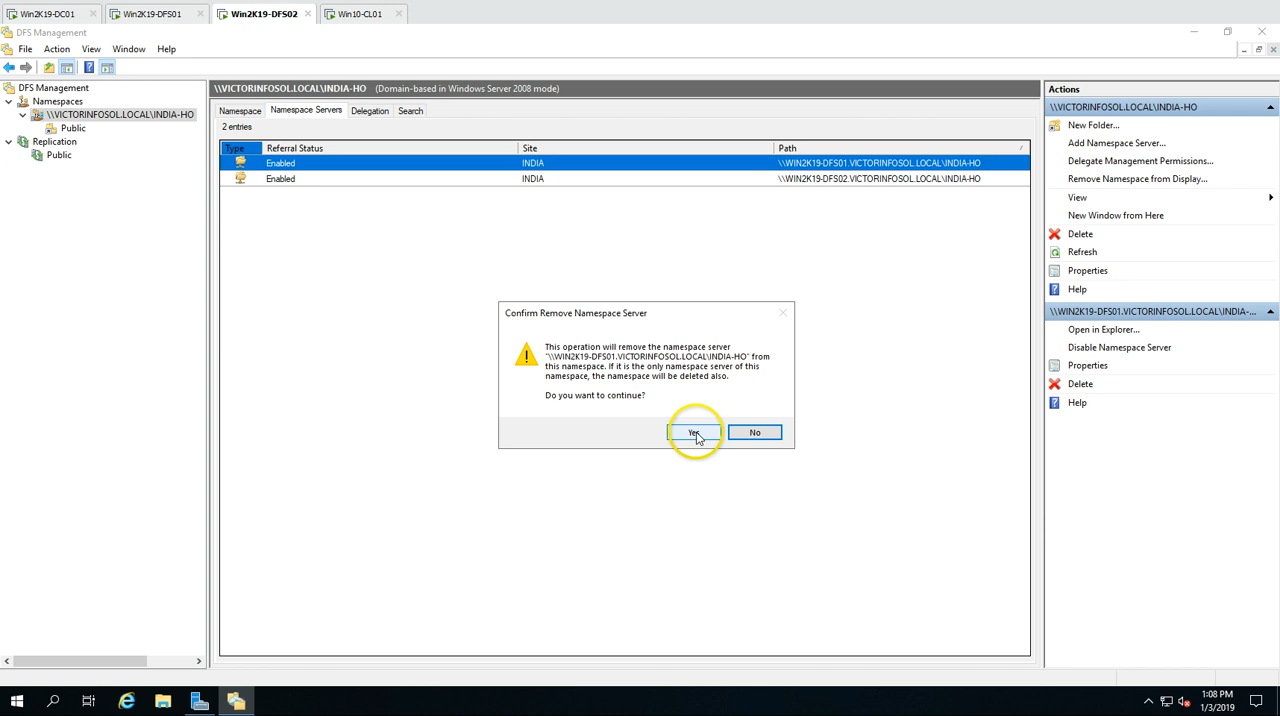 Win2K19-DC01
Win2K19-DFS01
Win2K19-DFS02
Win10-CL01
DFS Management
File Action View Window Help
DFS Management
Namespaces
\\VICTORINFOSOL.LOCAL\INDIA-HO
Public
Replication
Public
\\VICTORINFOSOL.LOCAL\INDIA-HO (Domain-based in Windows Server 2008 mode)
Namespace Namespace Servers Delegation Search
2 entries
Type Referral Status Site Path
Enabled INDIA \\WIN2K19-DFS01.VICTORINFOSOL.LOCAL\INDIA-HO
Enabled INDIA \\WIN2K19-DFS02.VICTORINFOSOL.LOCAL\INDIA-HO
Confirm Remove Namespace Server
This operation will remove the namespace server
"\\WIN2K19-DFS01.VICTORINFOSOL.LOCAL\INDIA-HO" from
this namespace. If it is the only namespace server of this
namespace, the namespace will be deleted also.
Do you want to continue?
Yes No
Actions
\\VICTORINFOSOL.LOCAL\INDIA-HO
New Folder...
Add Namespace Server...
Delegate Management Permissions...
Remove Namespace from Display...
View
New Window from Here
Delete
Refresh
Properties
Help
\\WIN2K19-DFS01.VICTORINFOSOL.LOCAL\INDIA-...
Open in Explorer...
Disable Namespace Server
Properties
Delete
Help
1:08 PM
1/3/2019